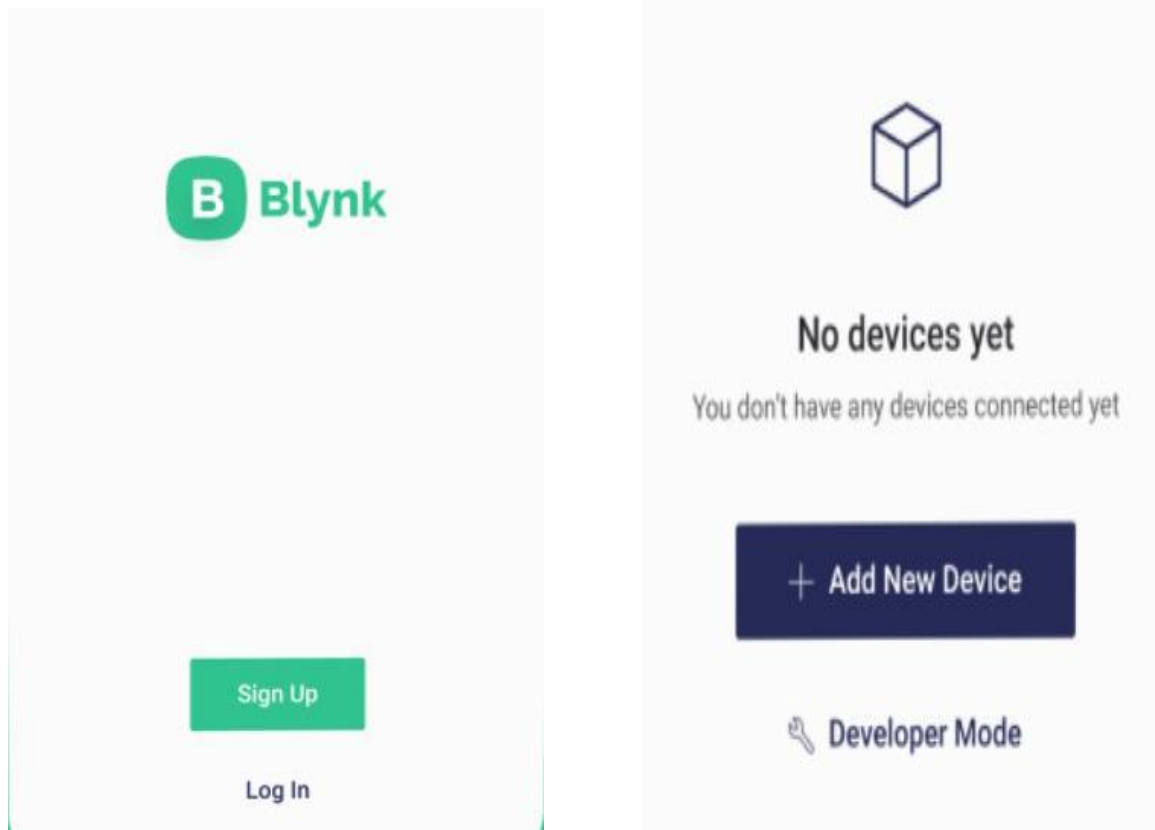 B Blynk
Sign Up
Log In
No devices yet
You don't have any devices connected yet
+ Add New Device
Developer Mode